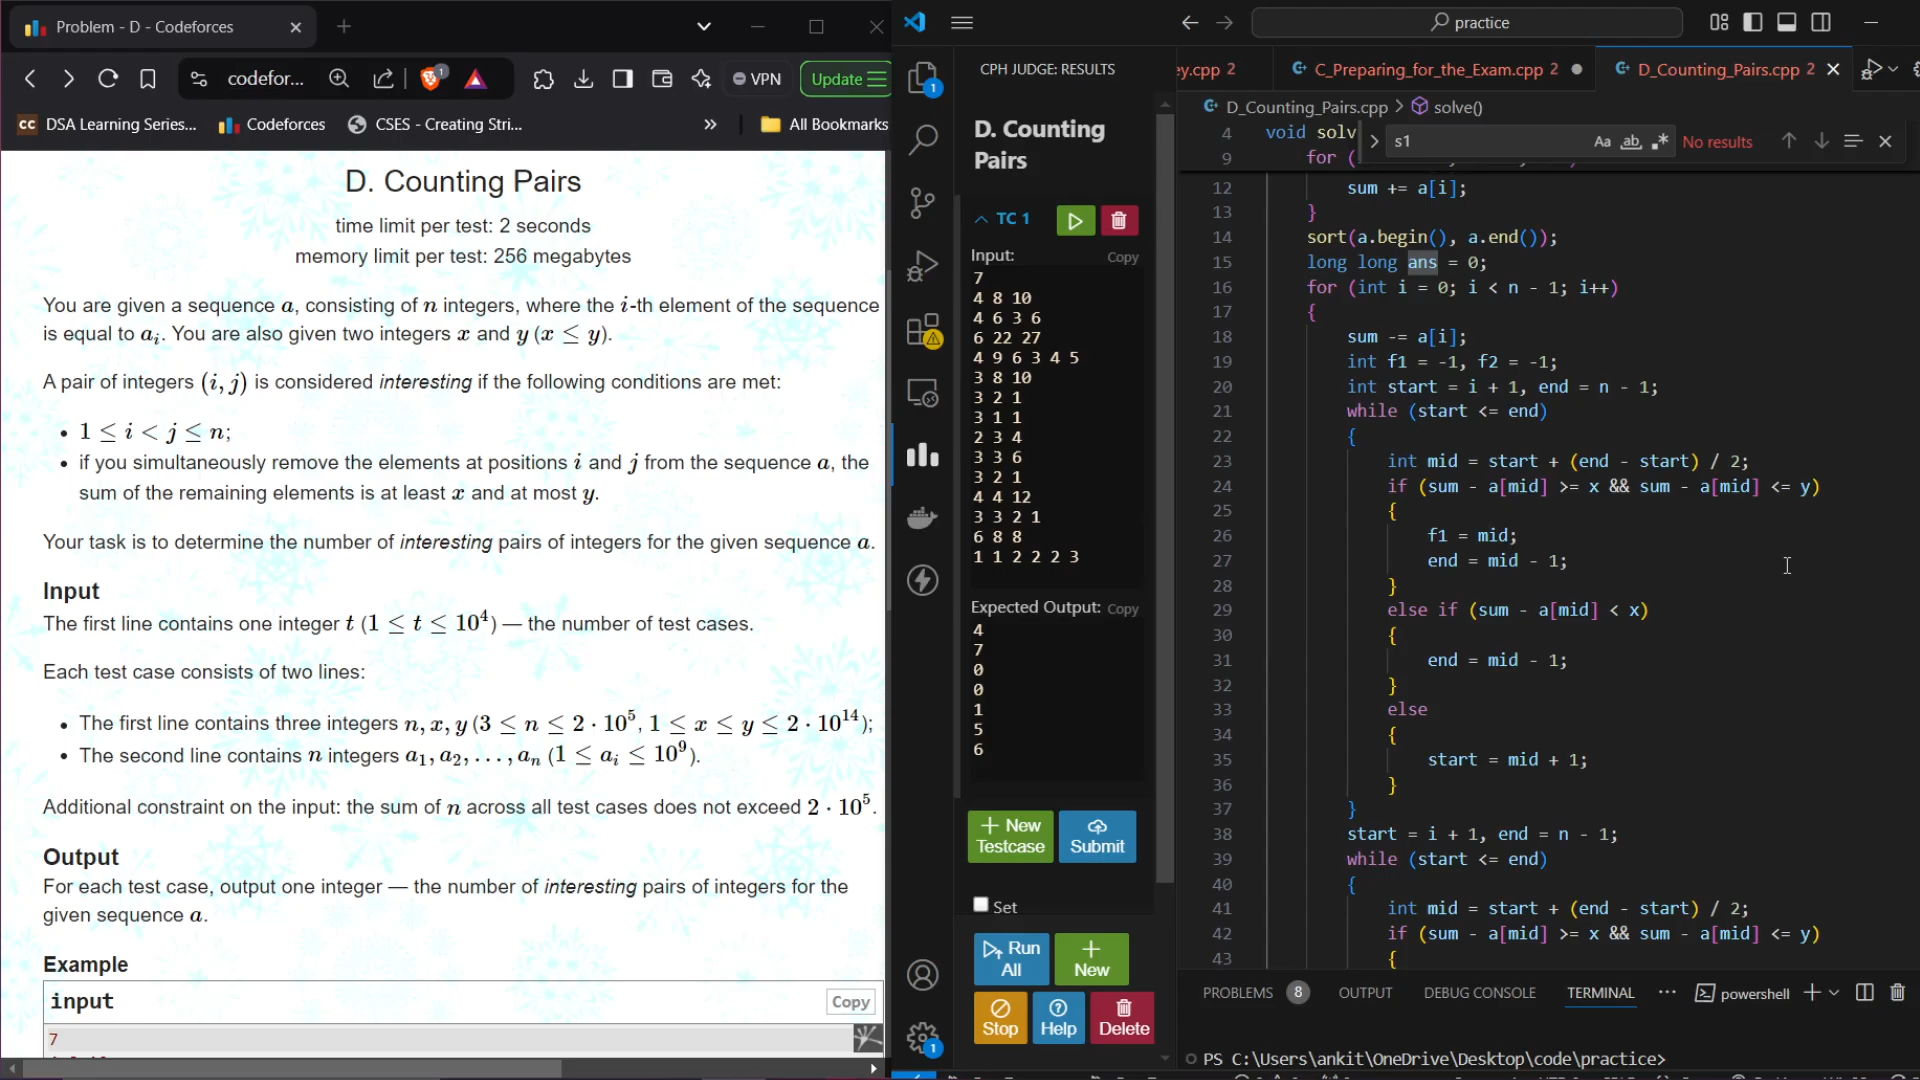 Problem - D - Codeforces
codefor...
1
VPN
Update
CC DSA Learning Series...
Codeforces
CSES - Creating Stri...
»
All Bookmarks
D. Counting Pairs
time limit per test: 2 seconds
memory limit per test: 256 megabytes
You are given a sequence a, consisting of n integers, where the i-th element of the sequence
is equal to aᵢ. You are also given two integers x and y (x ≤ y).
A pair of integers (i, j) is considered interesting if the following conditions are met:
• 1 ≤ i < j ≤ n;
• if you simultaneously remove the elements at positions i and j from the sequence a, the
sum of the remaining elements is at least x and at most y.
Your task is to determine the number of interesting pairs of integers for the given sequence a.
Input
The first line contains one integer t (1 ≤ t ≤ 10⁴) — the number of test cases.
Each test case consists of two lines:
• The first line contains three integers n, x, y (3 ≤ n ≤ 2 · 10⁵, 1 ≤ x ≤ y ≤ 2 · 10¹⁴);
• The second line contains n integers a₁, a₂, . . . , aₙ (1 ≤ aᵢ ≤ 10⁹).
Additional constraint on the input: the sum of n across all test cases does not exceed 2 · 10⁵.
Output
For each test case, output one integer — the number of interesting pairs of integers for the
given sequence a.
Example
input
Copy
7
practice
1
1
CPH JUDGE: RESULTS
D. Counting
Pairs
TC 1
Input:
Copy
7
4 8 10
4 6 3 6
6 22 27
4 9 6 3 4 5
3 8 10
3 2 1
3 1 1
2 3 4
3 3 6
3 2 1
4 4 12
3 3 2 1
6 8 8
1 1 2 2 2 3
Expected Output:
Copy
4
7
0
0
1
5
6
+ New
Testcase
Submit
Set
Run
All
+
New
Stop
Help
Delete
ey.cpp 2
C_Preparing_for_the_Exam.cpp 2
D_Counting_Pairs.cpp 2
D_Counting_Pairs.cpp > solve()
s1
Aa
ab
No results
4 void solv
9 for (
12 sum += a[i];
13 }
14 sort(a.begin(), a.end());
15 long long ans = 0;
16 for (int i = 0; i < n - 1; i++)
17 {
18 sum -= a[i];
19 int f1 = -1, f2 = -1;
20 int start = i + 1, end = n - 1;
21 while (start <= end)
22 {
23 int mid = start + (end - start) / 2;
24 if (sum - a[mid] >= x && sum - a[mid] <= y)
25 {
26 f1 = mid;
27 end = mid - 1;
28 }
29 else if (sum - a[mid] < x)
30 {
31 end = mid - 1;
32 }
33 else
34 {
35 start = mid + 1;
36 }
37 }
38 start = i + 1, end = n - 1;
39 while (start <= end)
40 {
41 int mid = start + (end - start) / 2;
42 if (sum - a[mid] >= x && sum - a[mid] <= y)
43 {
PROBLEMS 8
OUTPUT
DEBUG CONSOLE
TERMINAL
powershell
PS C:\Users\ankit\OneDrive\Desktop\code\practice>